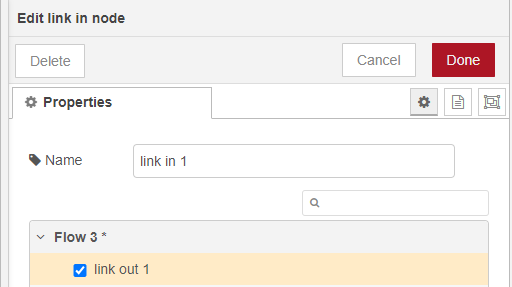 Edit link in node
Delete Cancel Done
Properties
Name link in 1
Flow 3 *
link out 1